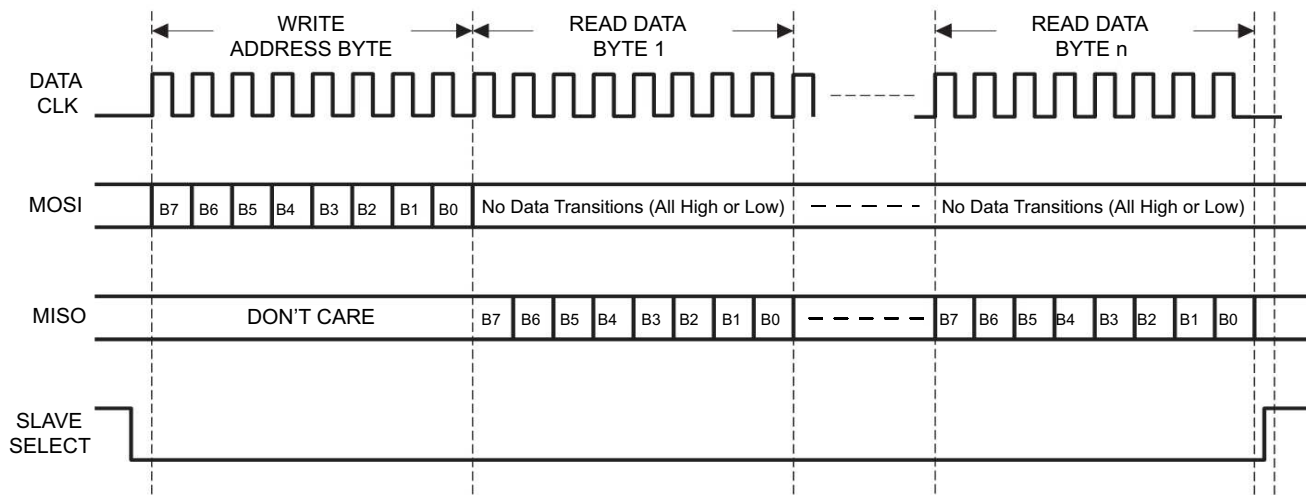 WRITE
ADDRESS BYTE
READ DATA
BYTE 1
READ DATA
BYTE n
DATA
CLK
MOSI
B7 B6 B5 B4 B3 B2 B1 B0 No Data Transitions (All High or Low) No Data Transitions (All High or Low)
MISO
DON'T CARE B7 B6 B5 B4 B3 B2 B1 B0 B7 B6 B5 B4 B3 B2 B1 B0
SLAVE
SELECT